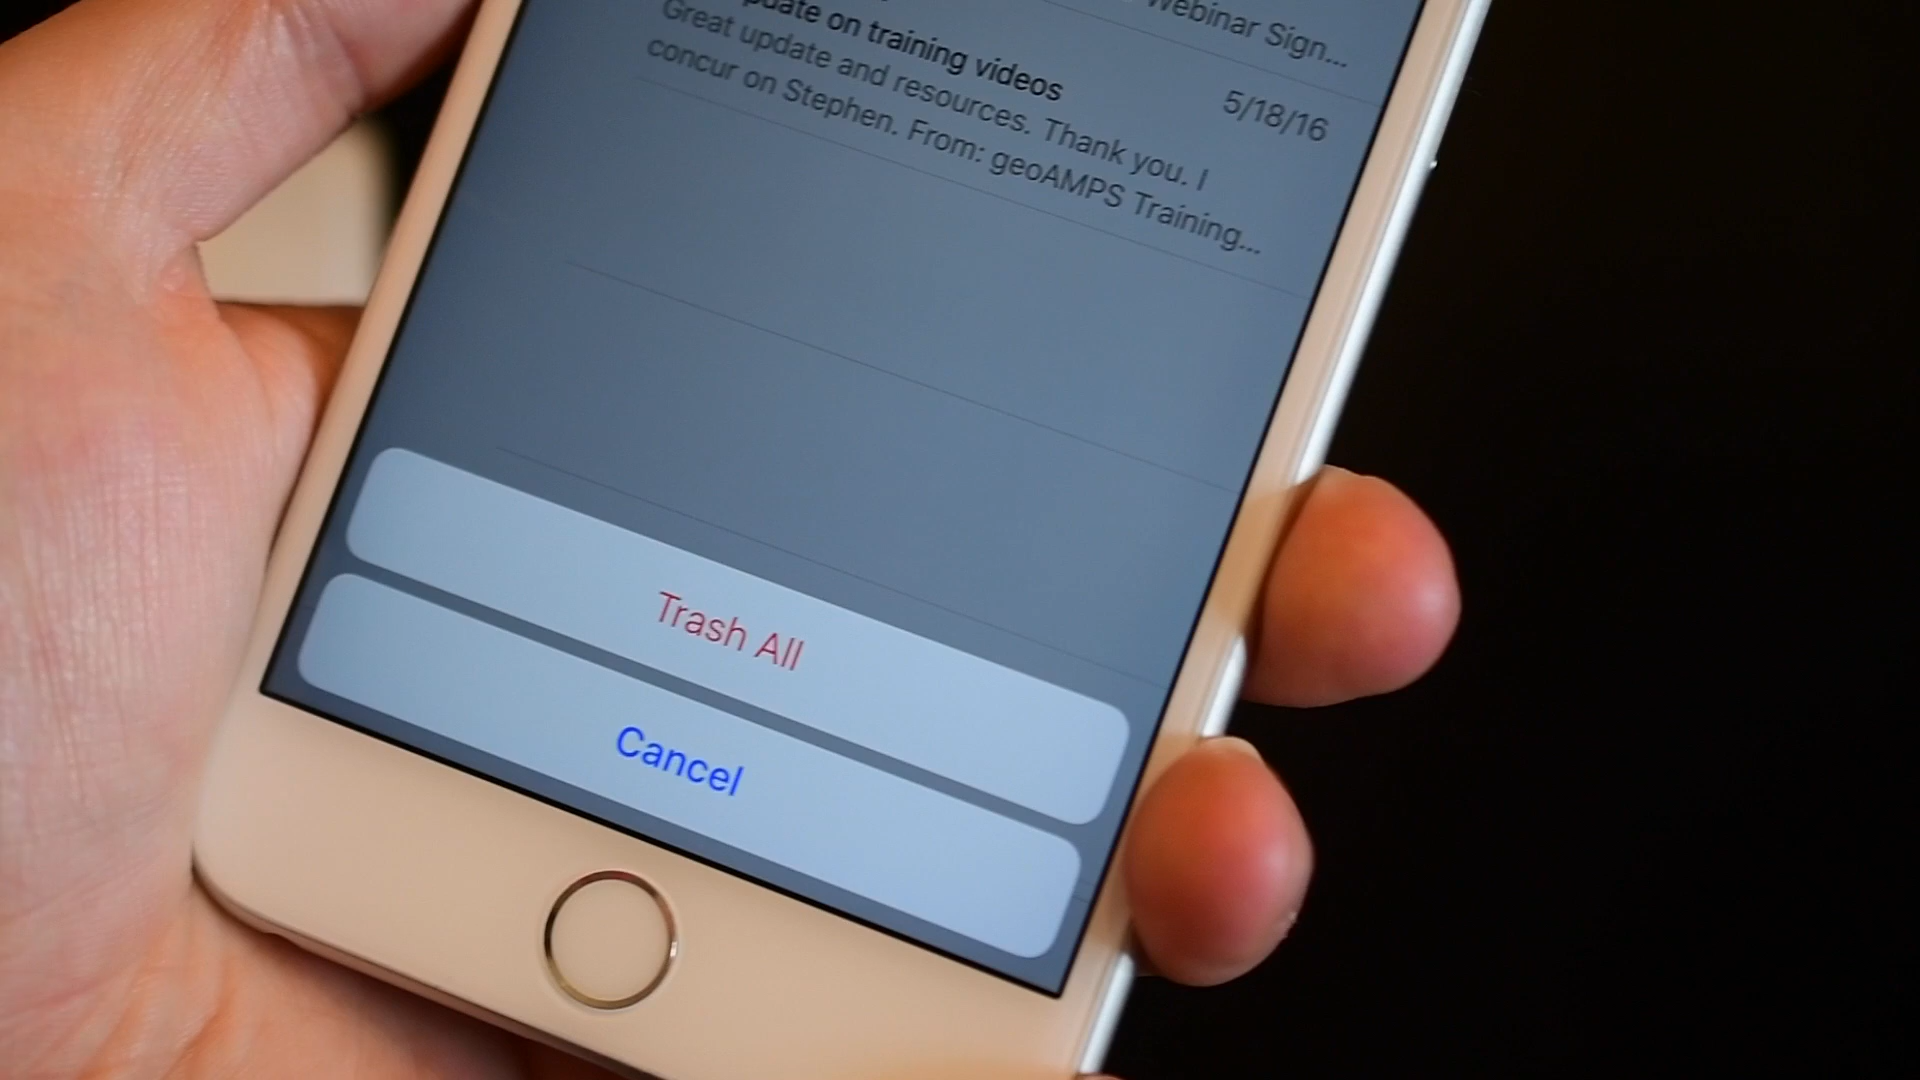 Webinar Sign...
pdate on training videos
5/18/16
Great update and resources. Thank you. I
concur on Stephen. From: geoAMPS Training...
Trash All
Cancel